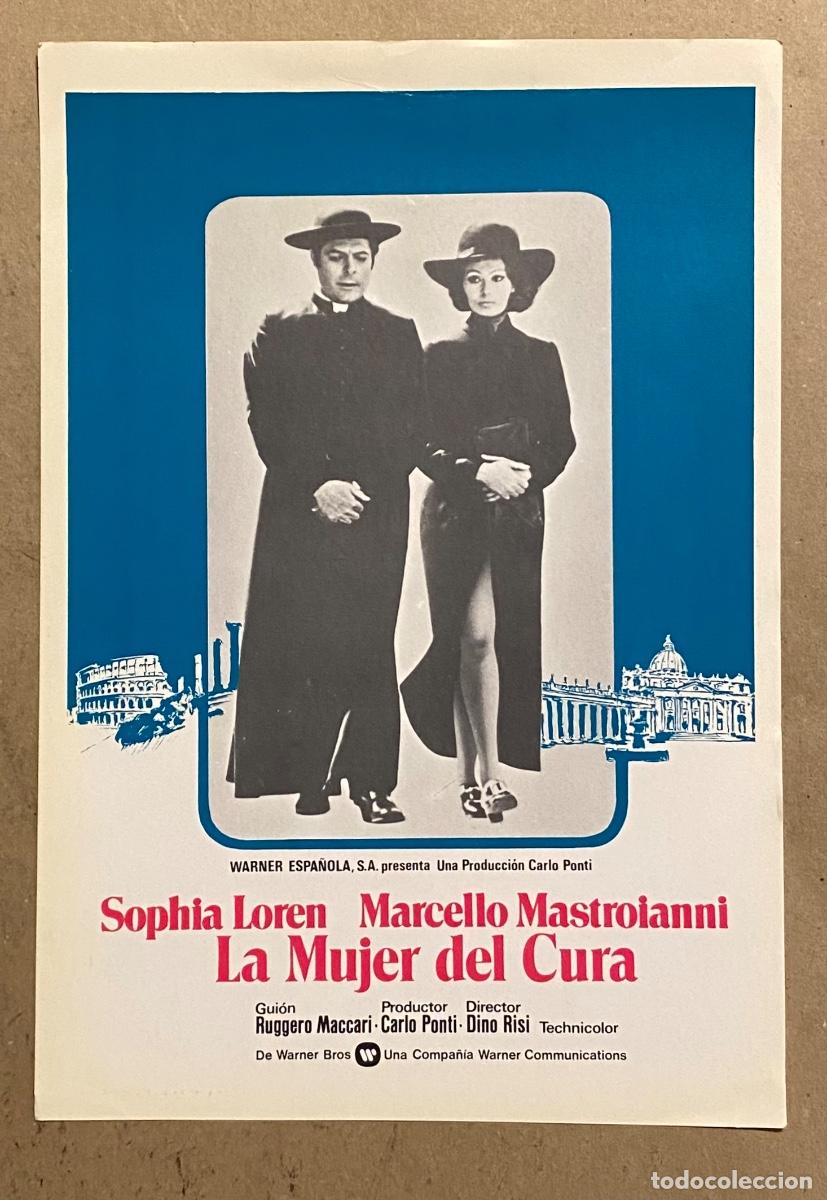 WARNER ESPAÑOLA, S.A. presenta Una Producción Carlo Ponti
Sophia Loren Marcello Mastroianni
La Mujer del Cura
Guión Productor Director
Ruggero Maccari · Carlo Ponti · Dino Risi Technicolor
De Warner Bros W Una Compañía Warner Communications
todocoleccion